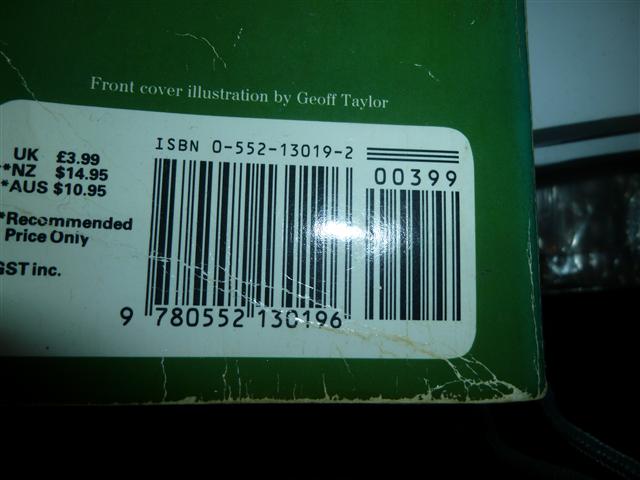 Front cover illustration by Geoff Taylor
ISBN 0-552-13019-2
00399
UK £3.99
**NZ $14.95
*AUS $10.95
*Recommended
Price Only
GST inc.
9 780552 130196